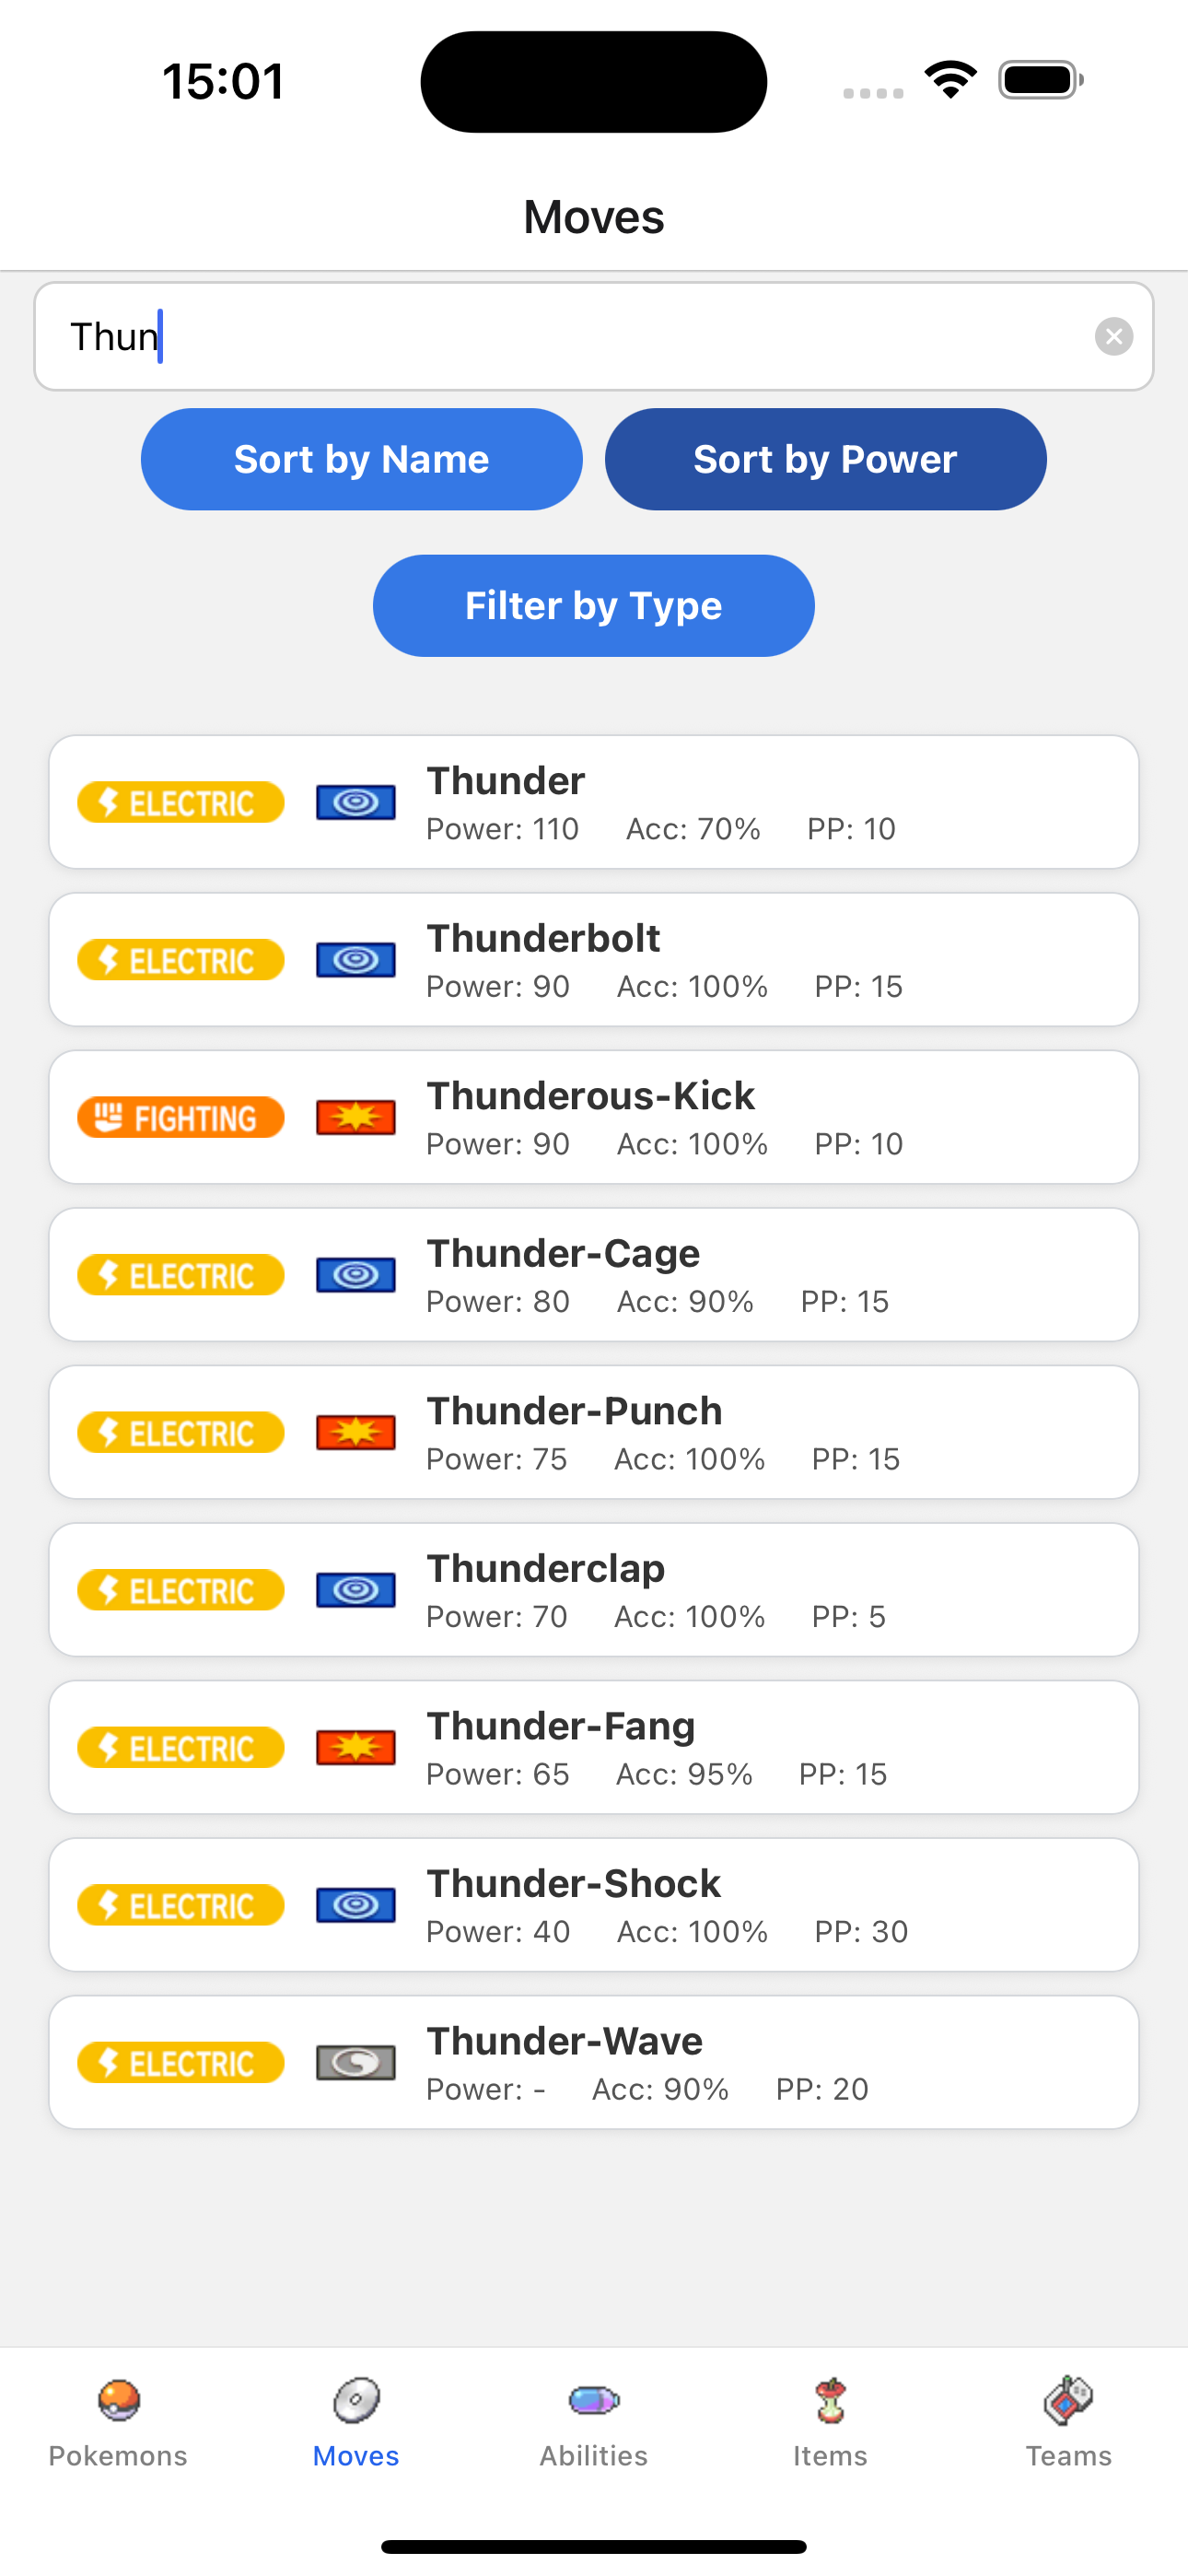 15:01
Moves
Thun
Sort by Name Sort by Power
Filter by Type
ELECTRIC Thunder
Power: 110 Acc: 70% PP: 10
ELECTRIC Thunderbolt
Power: 90 Acc: 100% PP: 15
FIGHTING Thunderous-Kick
Power: 90 Acc: 100% PP: 10
ELECTRIC Thunder-Cage
Power: 80 Acc: 90% PP: 15
ELECTRIC Thunder-Punch
Power: 75 Acc: 100% PP: 15
ELECTRIC Thunderclap
Power: 70 Acc: 100% PP: 5
ELECTRIC Thunder-Fang
Power: 65 Acc: 95% PP: 15
ELECTRIC Thunder-Shock
Power: 40 Acc: 100% PP: 30
ELECTRIC Thunder-Wave
Power: - Acc: 90% PP: 20
Pokemons Moves Abilities Items Teams